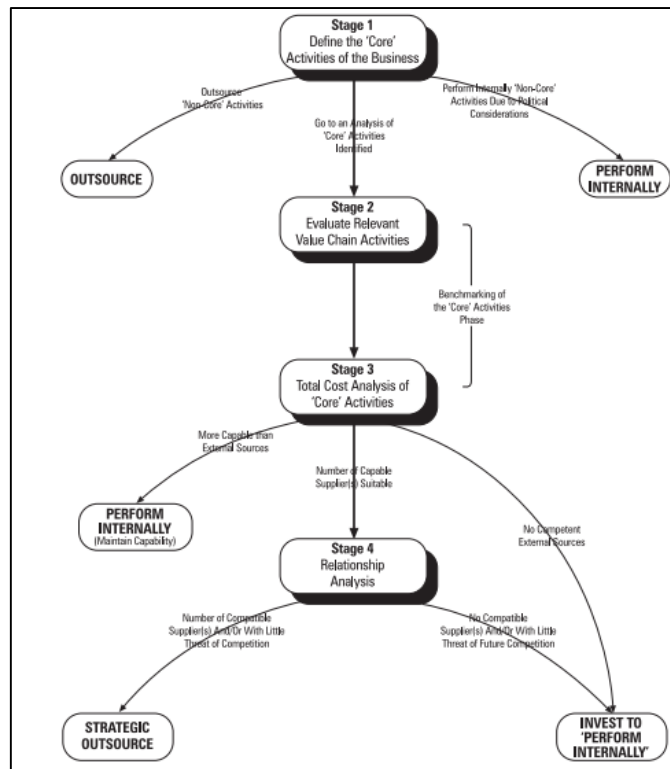 Stage 1
Define the 'Core'
Activities of the Business
Outsource
'Non-Core' Activities
Perform Internally 'Non-Core'
Activities Due to Political
Considerations
Go to an Analysis of
'Core' Activities
Identified
OUTSOURCE
PERFORM
INTERNALLY
Stage 2
Evaluate Relevant
Value Chain Activities
Benchmarking of
the 'Core' Activities
Phase
Stage 3
Total Cost Analysis of
'Core' Activities
More Capable than
External Sources
Number of Capable
Supplier(s) Suitable
PERFORM
INTERNALLY
(Maintain Capability)
No Competent
External Sources
Stage 4
Relationship
Analysis
Number of Compatible
Supplier(s) And/Or With Little
Threat of Competition
No Compatible
Supplier(s) And/Or With Little
Threat of Future Competition
STRATEGIC
OUTSOURCE
INVEST TO
'PERFORM
INTERNALLY'